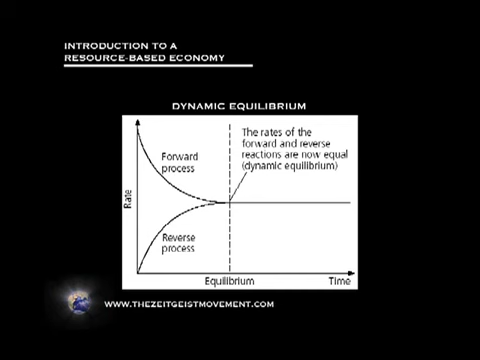 INTRODUCTION TO A
RESOURCE-BASED ECONOMY
DYNAMIC EQUILIBRIUM
The rates of the
forward and reverse
reactions are now equal
(dynamic equilibrium)
Forward
process
Rate
Reverse
process
Equilibrium
Time
WWW.THEZEITGEISTMOVEMENT.COM